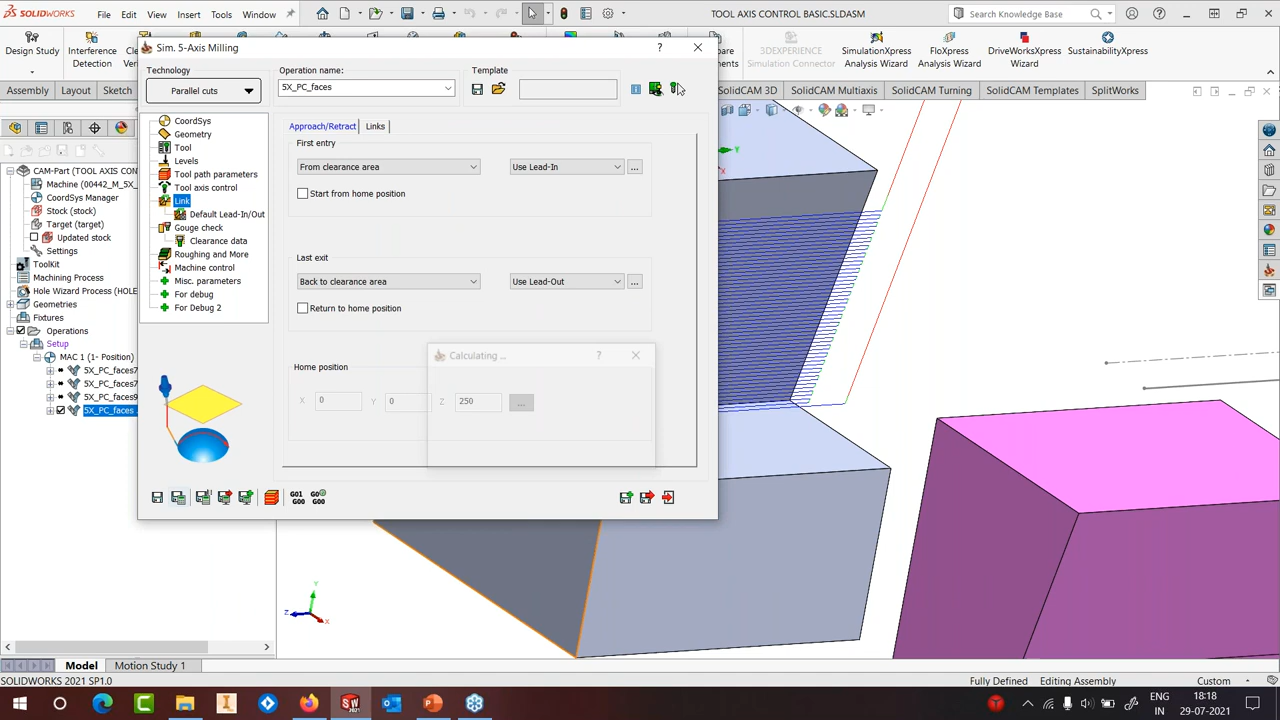 SOLIDWORKS
File
Edit
View
Insert
Tools
Window
TOOL AXIS CONTROL BASIC.SLDASM
Search Knowledge Base
Design Study
Interference Detection
3DEXPERIENCE Simulation Connector
SimulationXpress Analysis Wizard
FloXpress Analysis Wizard
DriveWorksXpress Wizard
SustainabilityXpress
Assembly
Layout
Sketch
SolidCAM 3D
SolidCAM Multiaxis
SolidCAM Turning
SolidCAM Templates
SplitWorks
CAM-Part (TOOL AXIS CON
Machine (00442_M_5X_
CoordSys Manager
Stock (stock)
Target (target)
Updated stock
Settings
ToolKit
Machining Process
Hole Wizard Process (HOLE
Geometries
Fixtures
Operations
Setup
MAC 1 (1- Position)
5X_PC_faces7
5X_PC_faces
5X_PC_faces9
5X_PC_faces
Sim. 5-Axis Milling
?
Technology
Parallel cuts
Operation name:
5X_PC_faces
Template
CoordSys
Geometry
Tool
Levels
Tool path parameters
Tool axis control
Link
Default Lead-In/Out
Gouge check
Clearance data
Roughing and More
Machine control
Misc. parameters
For debug
For Debug 2
Approach/Retract
Links
First entry
From clearance area
Use Lead-In
...
Start from home position
Last exit
Back to clearance area
Use Lead-Out
...
Return to home position
Home position
X
0
Y
0
Z
250
...
Calculating ...
?
G01 G00
G0 G00
Y
X
Y
Z
X
Model
Motion Study 1
SOLIDWORKS 2021 SP1.0
Fully Defined
Editing Assembly
Custom
ENG
IN
18:18
29-07-2021